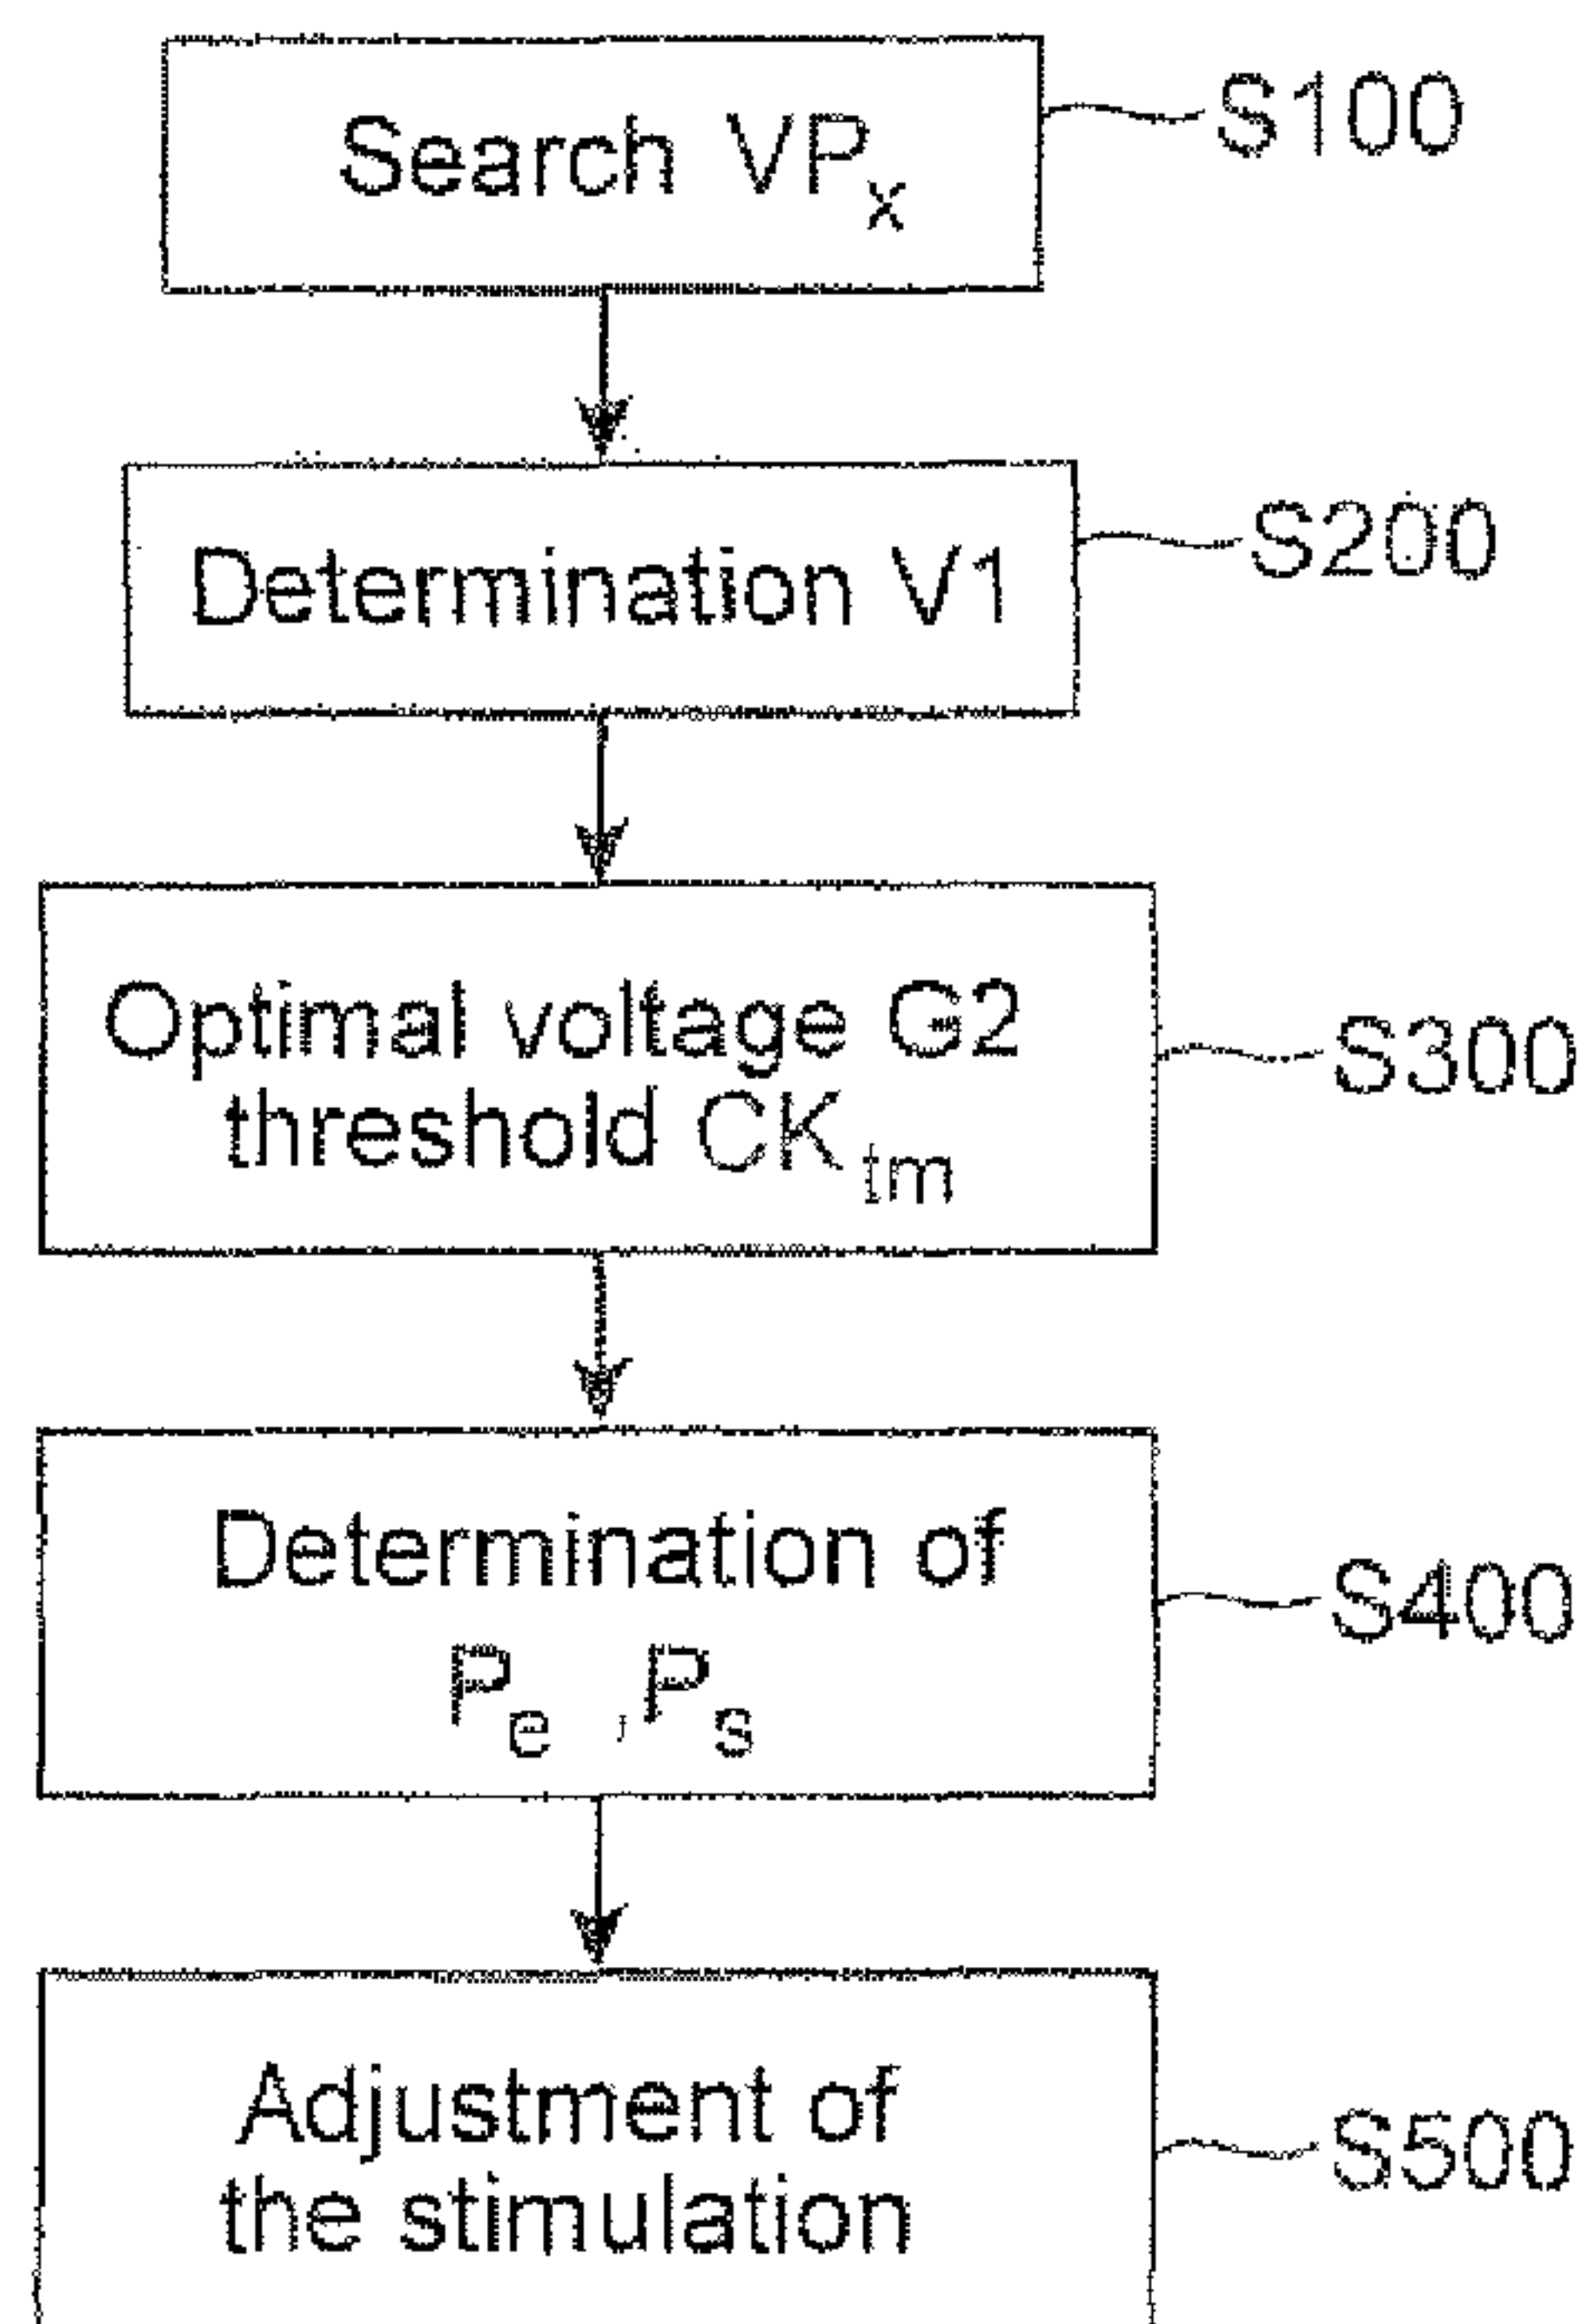 Search VPx
S100
Determination V1
S200
Optimal voltage G2
threshold CKtm
S300
Determination of
Pe ,Ps
S400
Adjustment of
the stimulation
S500